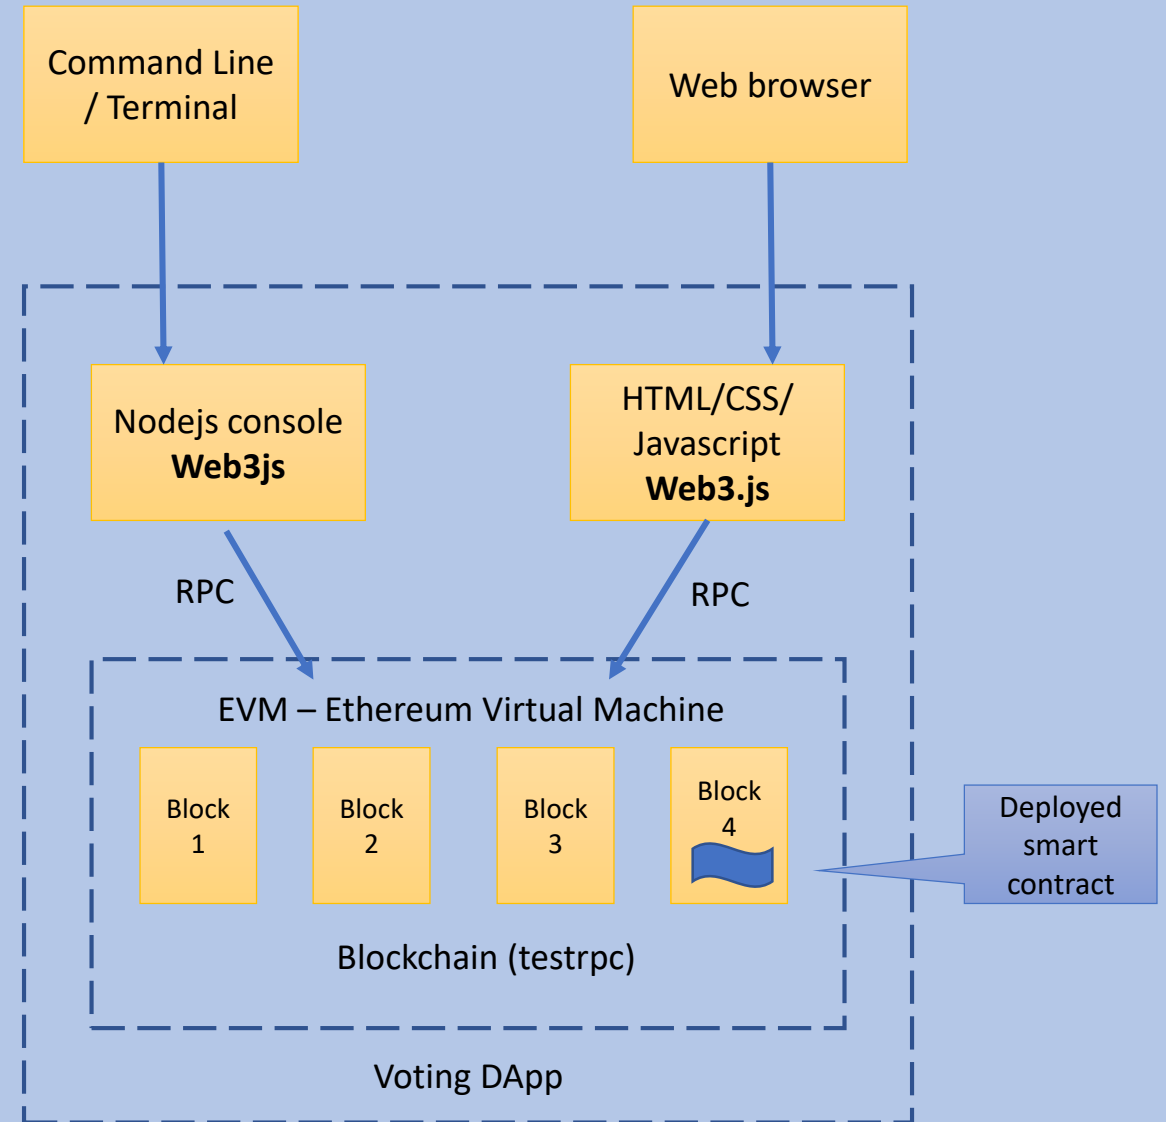 Command Line
/ Terminal
Web browser
Nodejs console
Web3js
HTML/CSS/
Javascript
Web3.js
RPC
RPC
EVM – Ethereum Virtual Machine
Block
1
Block
2
Block
3
Block
4
Deployed
smart
contract
Blockchain (testrpc)
Voting DApp